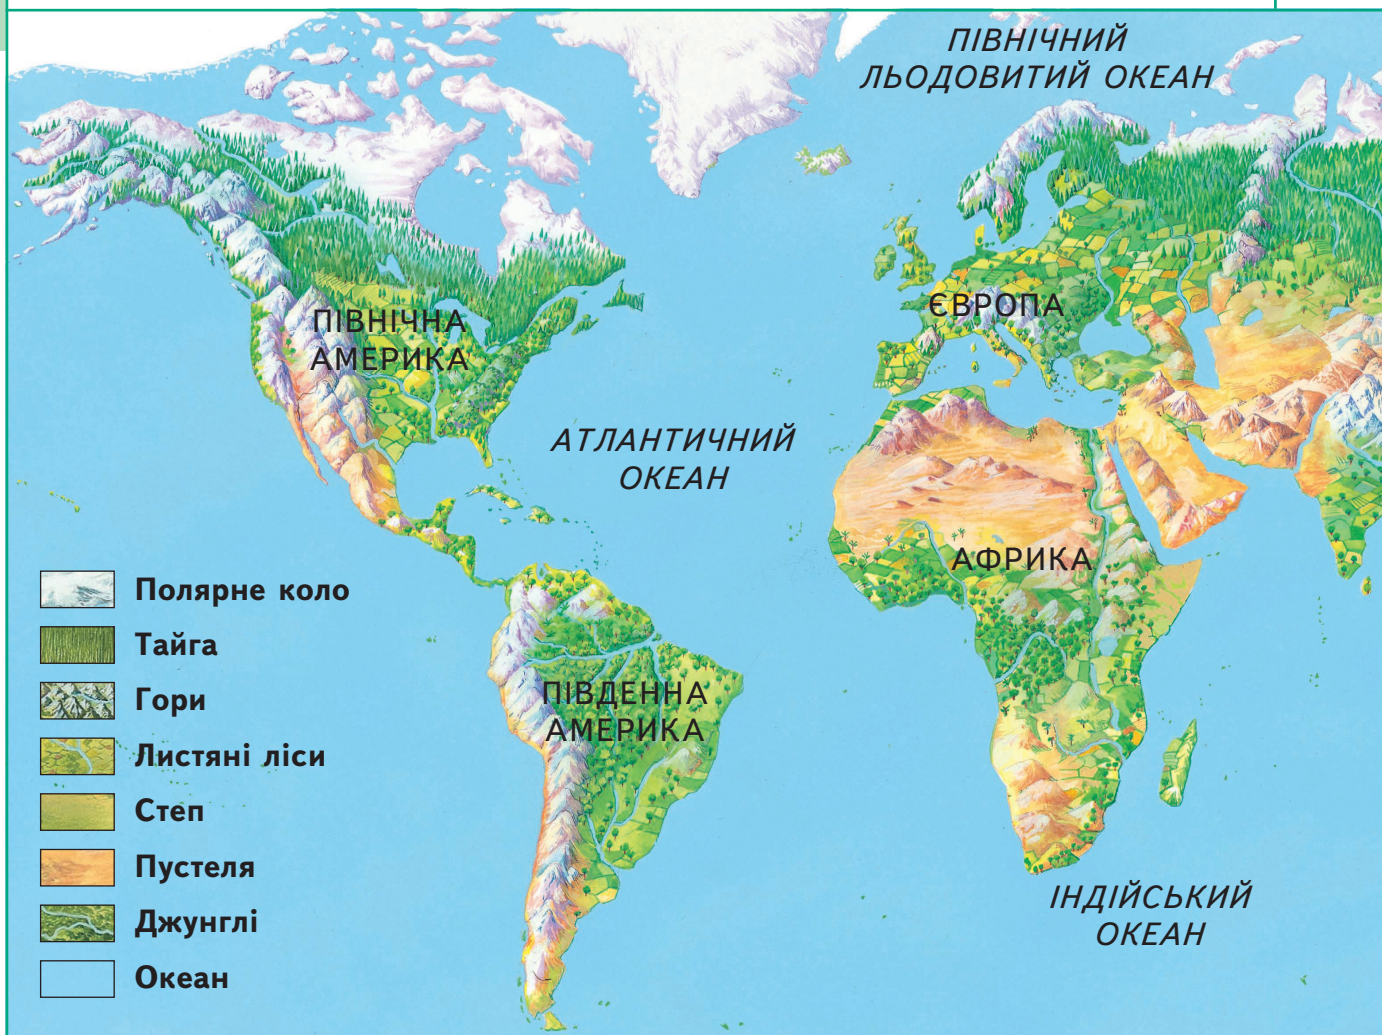 ПІВНІЧНИЙ
ЛЬОДОВИТИЙ ОКЕАН
ЄВРОПА
ПІВНІЧНА
АМЕРИКА
АТЛАНТИЧНИЙ
ОКЕАН
АФРИКА
ПІВДЕННА
АМЕРИКА
ІНДІЙСЬКИЙ
ОКЕАН
Полярне коло
Тайга
Гори
Листяні ліси
Степ
Пустеля
Джунглі
Океан